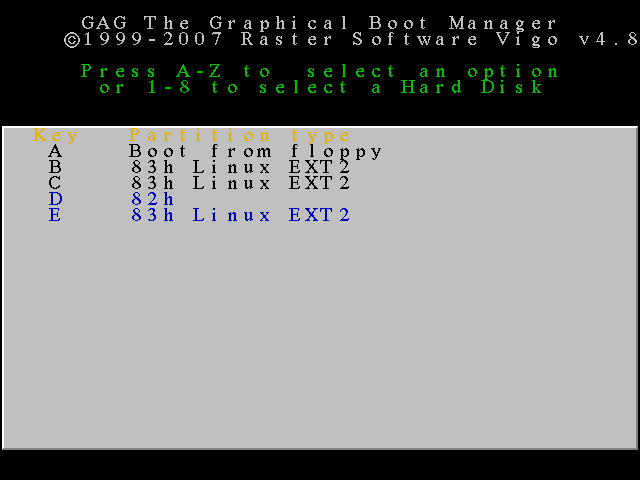 GAG The Graphical Boot Manager
©1999-2007 Raster Software Vigo v4.8
Press A-Z to select an option
or 1-8 to select a Hard Disk
Key Partition type
A Boot from floppy
B 83h Linux EXT2
C 83h Linux EXT2
D 82h
E 83h Linux EXT2